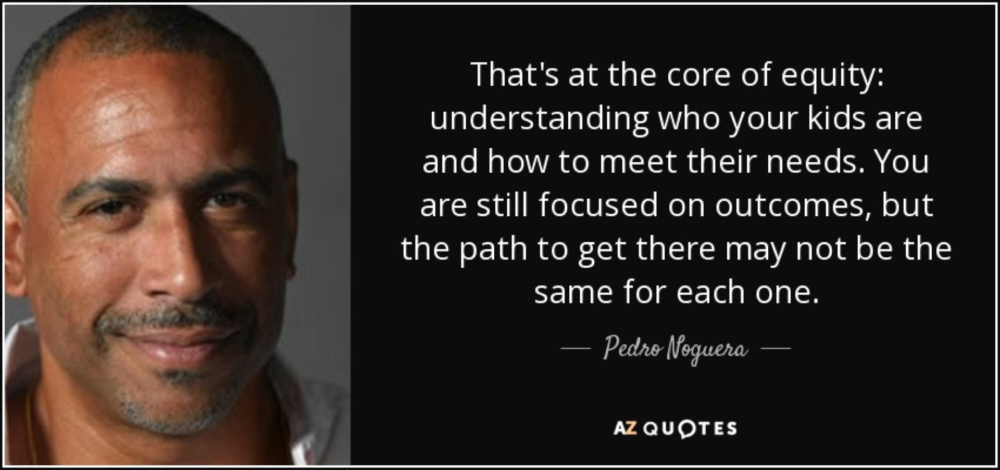 That's at the core of equity:
understanding who your kids are
and how to meet their needs. You
are still focused on outcomes, but
the path to get there may not be the
same for each one.
Pedro Noguera
AZ QUOTES